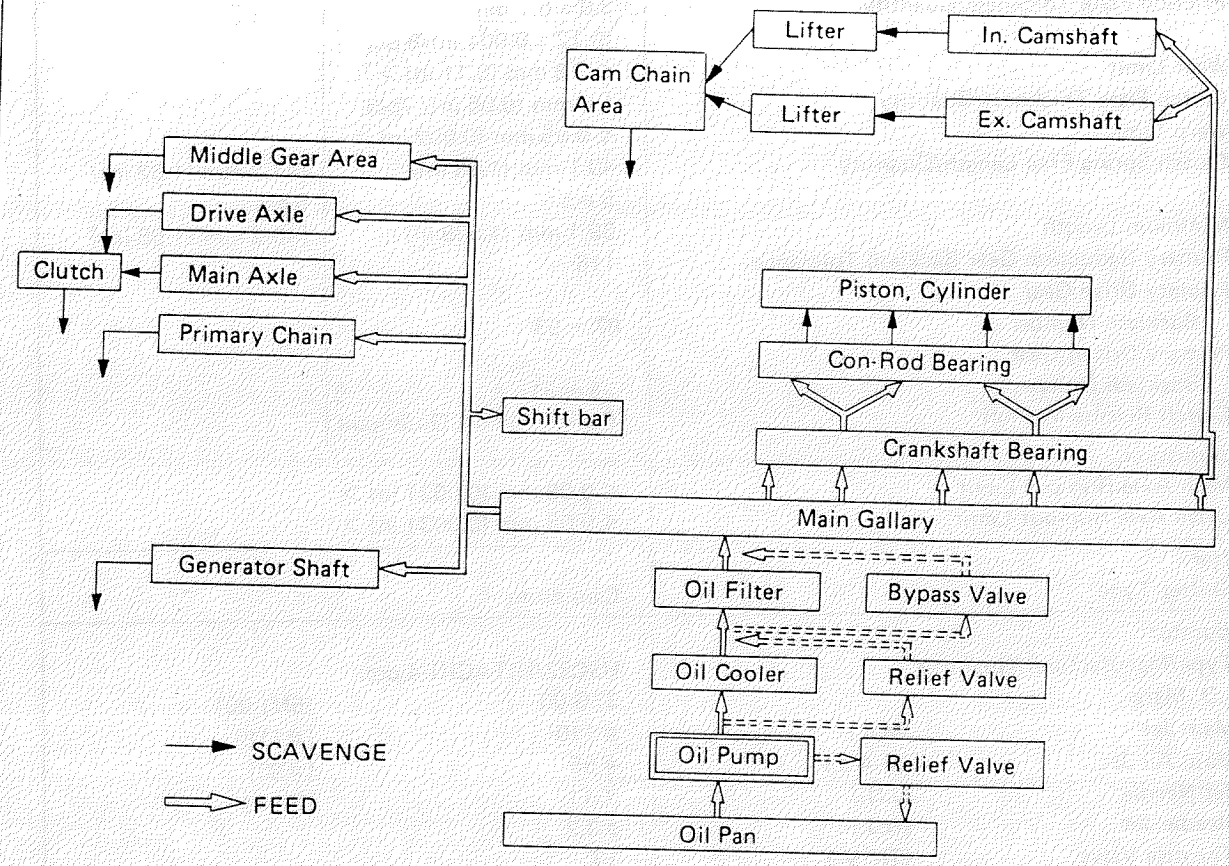 Lifter
In. Camshaft
Cam Chain
Area
Lifter
Ex. Camshaft
Middle Gear Area
Drive Axle
Clutch
Main Axle
Primary Chain
Piston, Cylinder
Con-Rod Bearing
Shift bar
Crankshaft Bearing
Main Gallary
Generator Shaft
Oil Filter
Bypass Valve
Oil Cooler
Relief Valve
SCAVENGE
Oil Pump
Relief Valve
FEED
Oil Pan